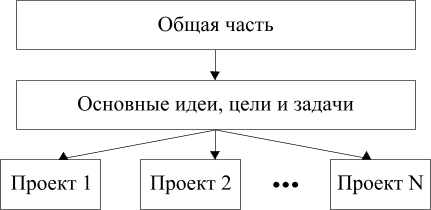 Общая часть
Основные идеи, цели и задачи
Проект 1 Проект 2 ••• Проект N